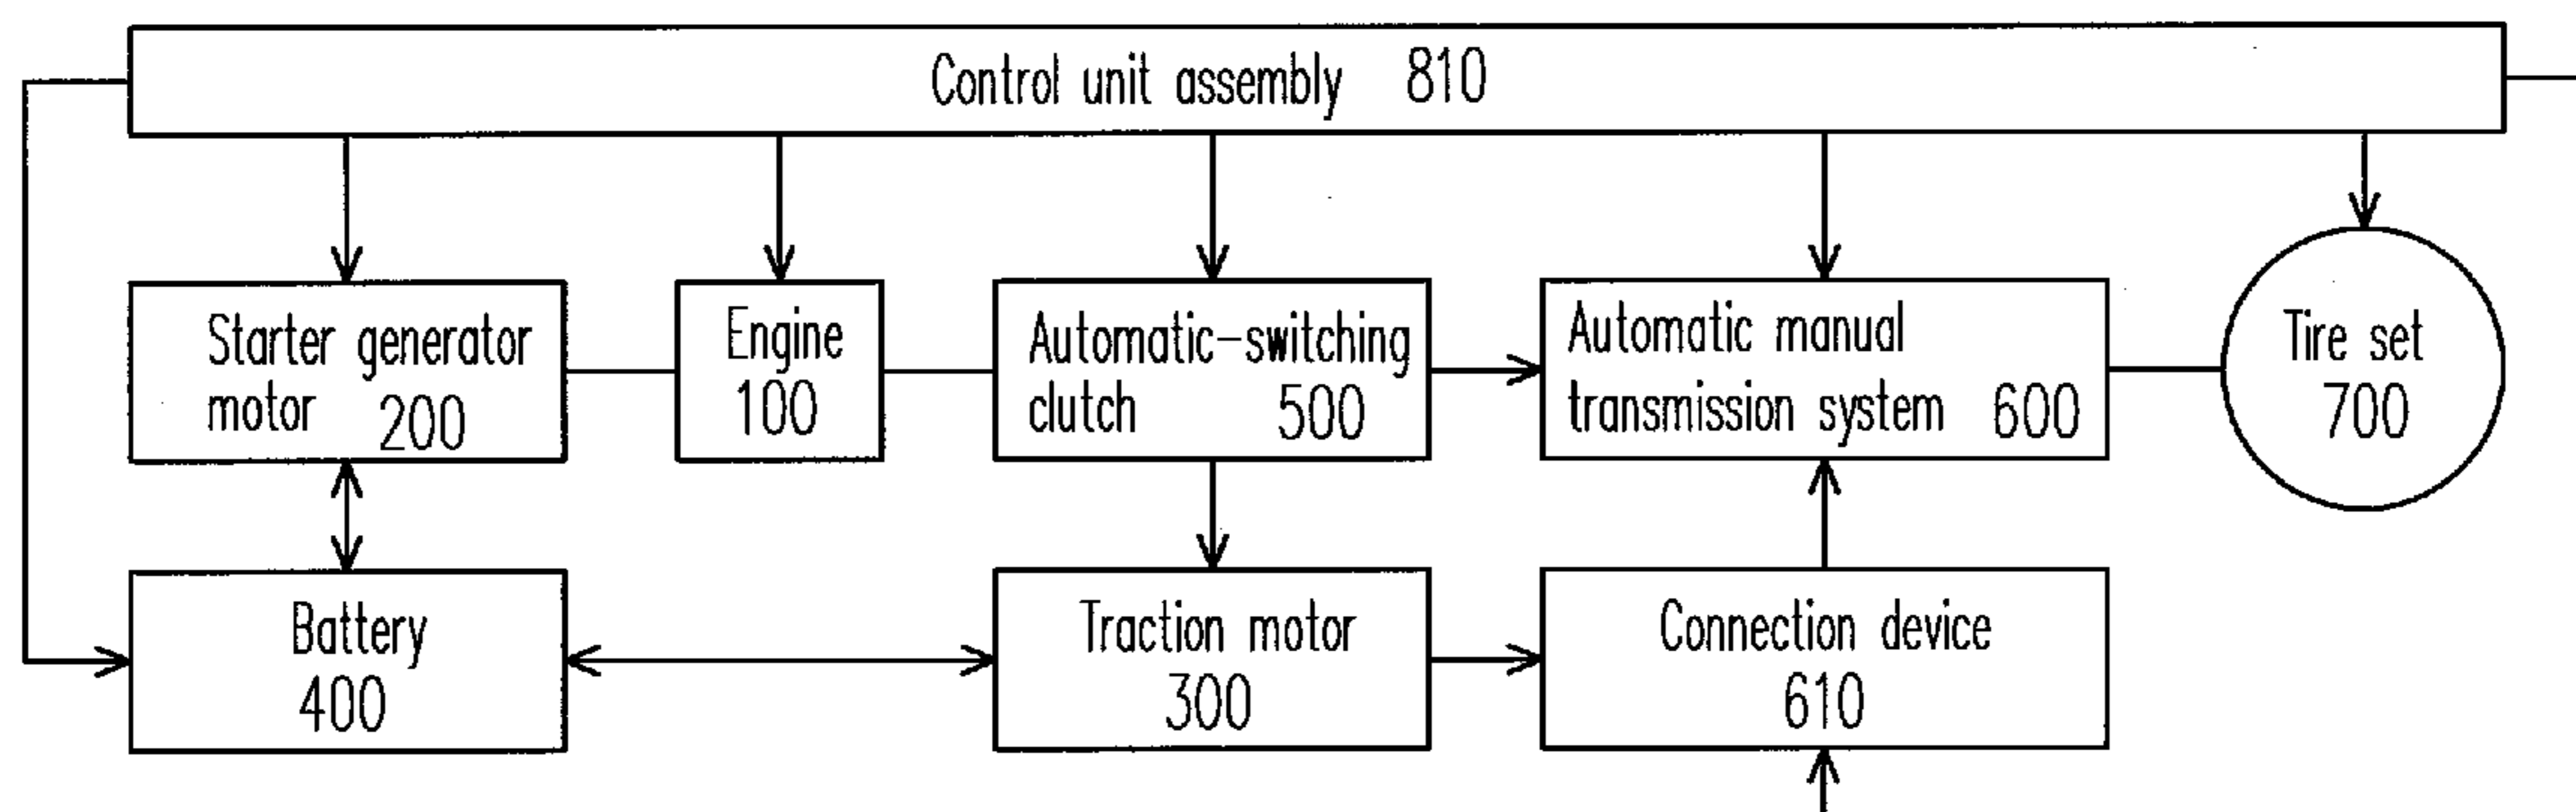 Control unit assembly 810
Starter generator
motor 200
Engine
100
Automatic-switching
clutch 500
Automatic manual
transmission system 600
Tire set
700
Battery
400
Traction motor
300
Connection device
610